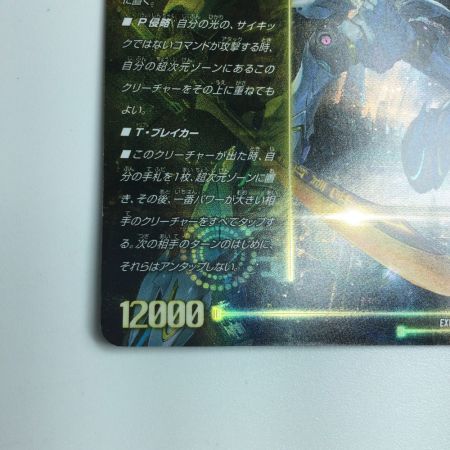 に置く。
■ P侵略:自分の光の、サイキッ
クではないコマンドが攻撃する時、
自分の超次元ゾーンにあるこの
クリーチャーをその上に重ねても
よい。
■ T・ブレイカー
■ このクリーチャーが出た時、自
分の手札を1枚、超次元ゾーンに置
き、その後、一番パワーが大きい相
手のクリーチャーをすべてタップす
る。次の相手のターンのはじめに、
それらはアンタップしない。
12000